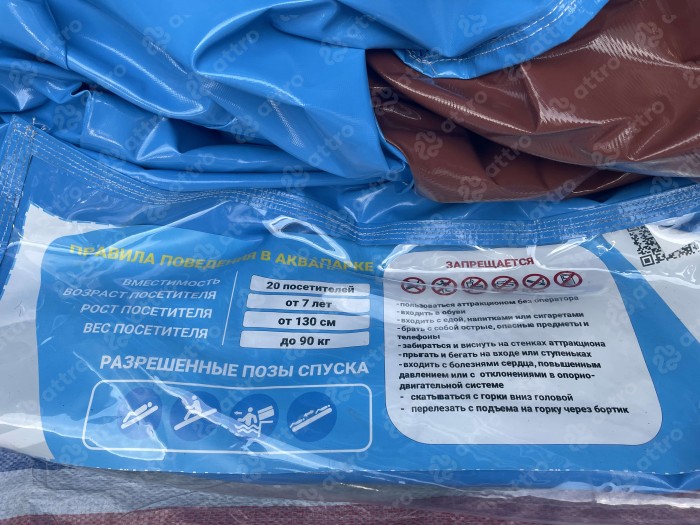 ПРАВИЛА ПОВЕДЕНИЯ В АКВАПАРКЕ
ВМЕСТИМОСТЬ 20 посетителей
ВОЗРАСТ ПОСЕТИТЕЛЯ от 7 лет
РОСТ ПОСЕТИТЕЛЯ от 130 см
ВЕС ПОСЕТИТЕЛЯ до 90 кг
РАЗРЕШЕННЫЕ ПОЗЫ СПУСКА
ЗАПРЕЩАЕТСЯ
-пользоваться аттракционом без оператора
-входить в обуви
-входить с едой, напитками или сигаретами
-брать с собой острые, опасные предметы и
телефоны
-забираться и виснуть на стенках аттракциона
-прыгать и бегать на входе или ступеньках
-входить с болезнями сердца, повышенным
давлением или с отклонениями в опорно-
двигательной системе
- скатываться с горки вниз головой
- перелезать с подъема на горку через бортик
attro